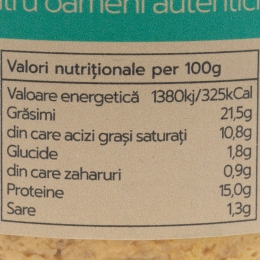 tru oameni autentici
Valori nutriționale per 100g
Valoare energetică 1380kj/325kCal
Grăsimi 21,5g
din care acizi grași saturați 10,8g
Glucide 1,8g
din care zaharuri 0,9g
Proteine 15,0g
Sare 1,3g